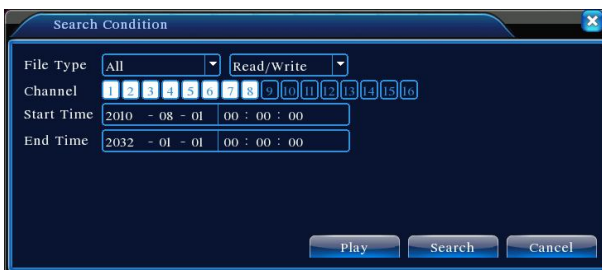 Search Condition
File Type All Read/Write
Channel 1 2 3 4 5 6 7 8 9 10 11 12 13 14 15 16
Start Time 2010 - 08 - 01 00 : 00 : 00
End Time 2032 - 01 - 01 00 : 00 : 00
Play Search Cancel